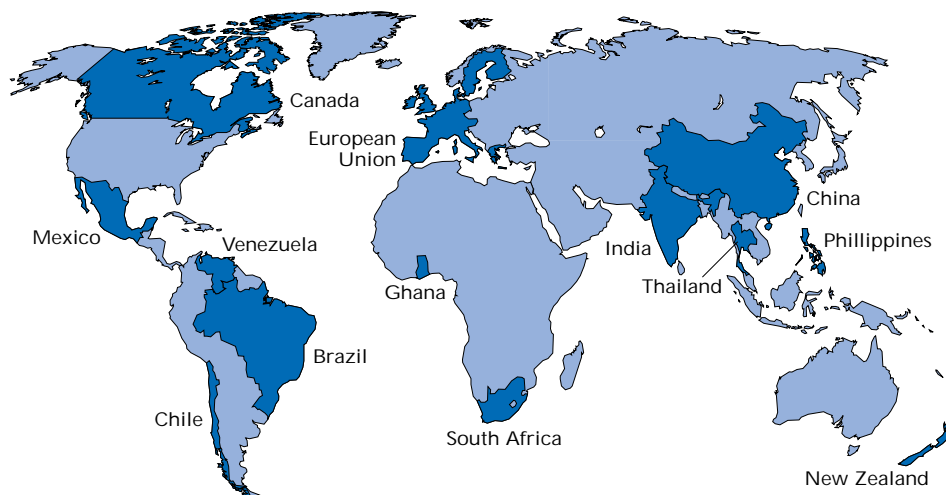 Canada
European
Union
China
Mexico
Venezuela
India
Phillippines
Thailand
Ghana
Brazil
Chile
South Africa
New Zealand